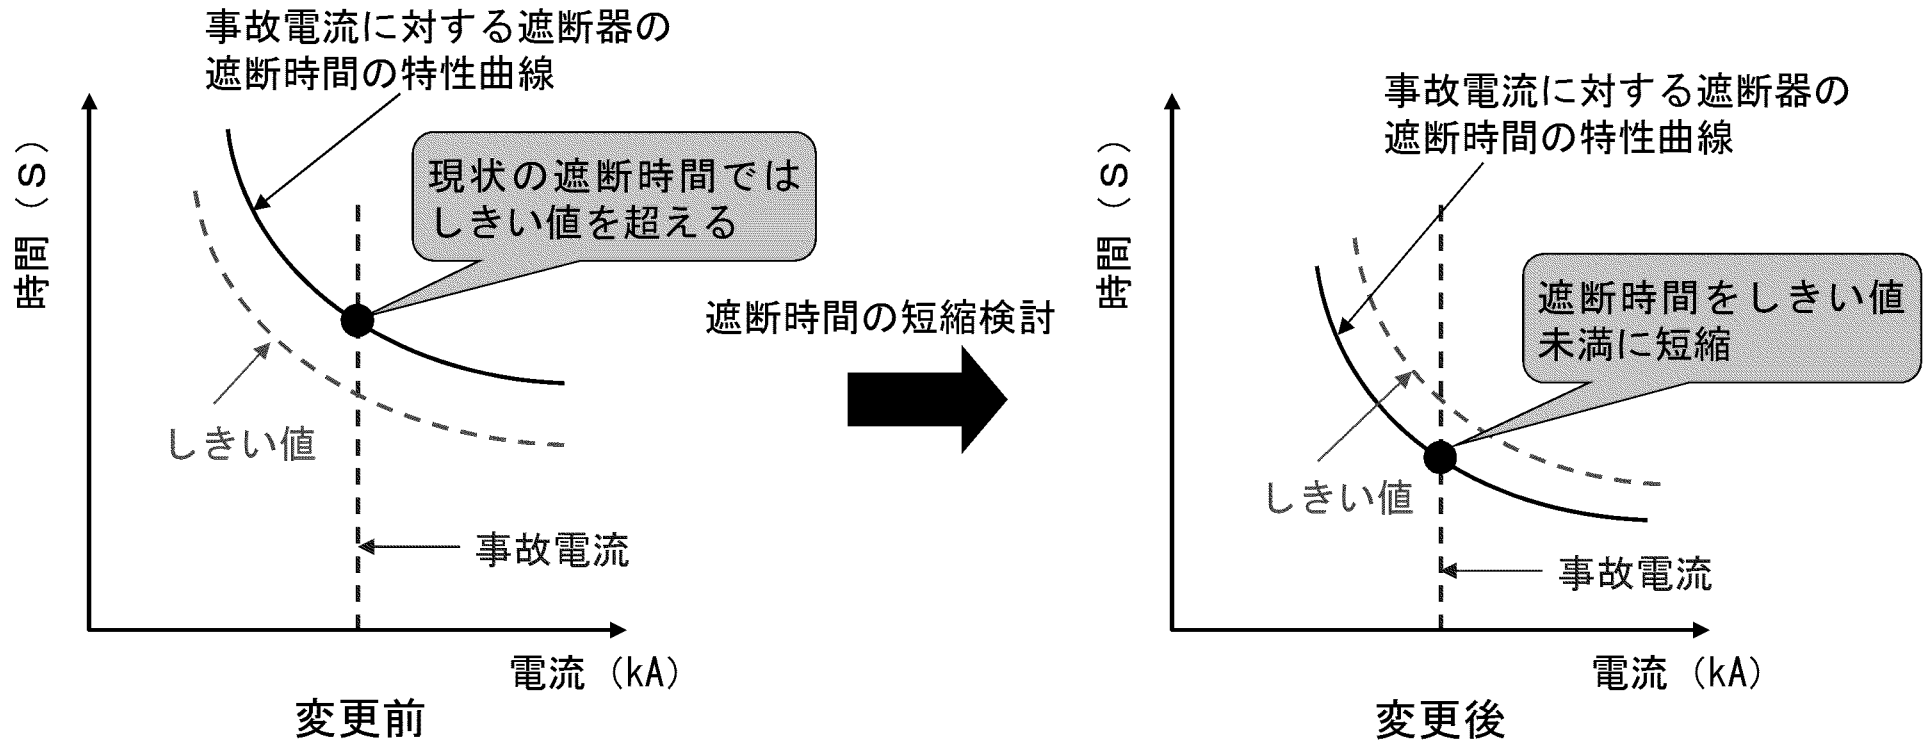 事故電流に対する遮断器の
遮断時間の特性曲線
時間（S）
現状の遮断時間では
しきい値を超える
しきい値
事故電流
電流（kA）
変更前
遮断時間の短縮検討
事故電流に対する遮断器の
遮断時間の特性曲線
時間（S）
遮断時間をしきい値
未満に短縮
しきい値
事故電流
電流（kA）
変更後